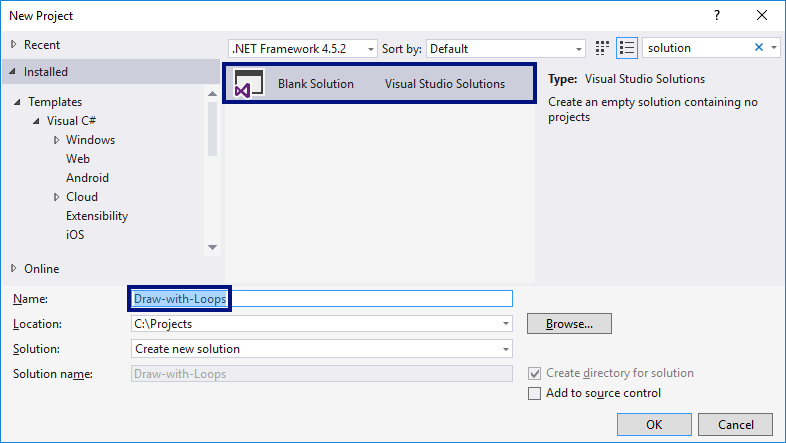 New Project
Recent
.NET Framework 4.5.2
Sort by:
Default
solution
Installed
Templates
Visual C#
Windows
Web
Android
Cloud
Extensibility
iOS
Online
Blank Solution
Visual Studio Solutions
Type: Visual Studio Solutions
Create an empty solution containing no
projects
Name:
Draw-with-Loops
Location:
C:\Projects
Browse...
Solution:
Create new solution
Solution name:
Draw-with-Loops
Create directory for solution
Add to source control
OK
Cancel